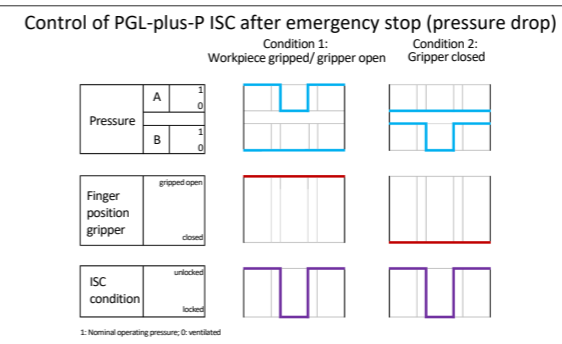 Control of PGL-plus-P ISC after emergency stop (pressure drop)
Condition 1:
Workpiece gripped/ gripper open
Condition 2:
Gripper closed
Pressure
A
1
0
B
1
0
Finger
position
gripper
gripped open
closed
ISC
condition
unlocked
locked
1: Nominal operating pressure; 0: ventilated